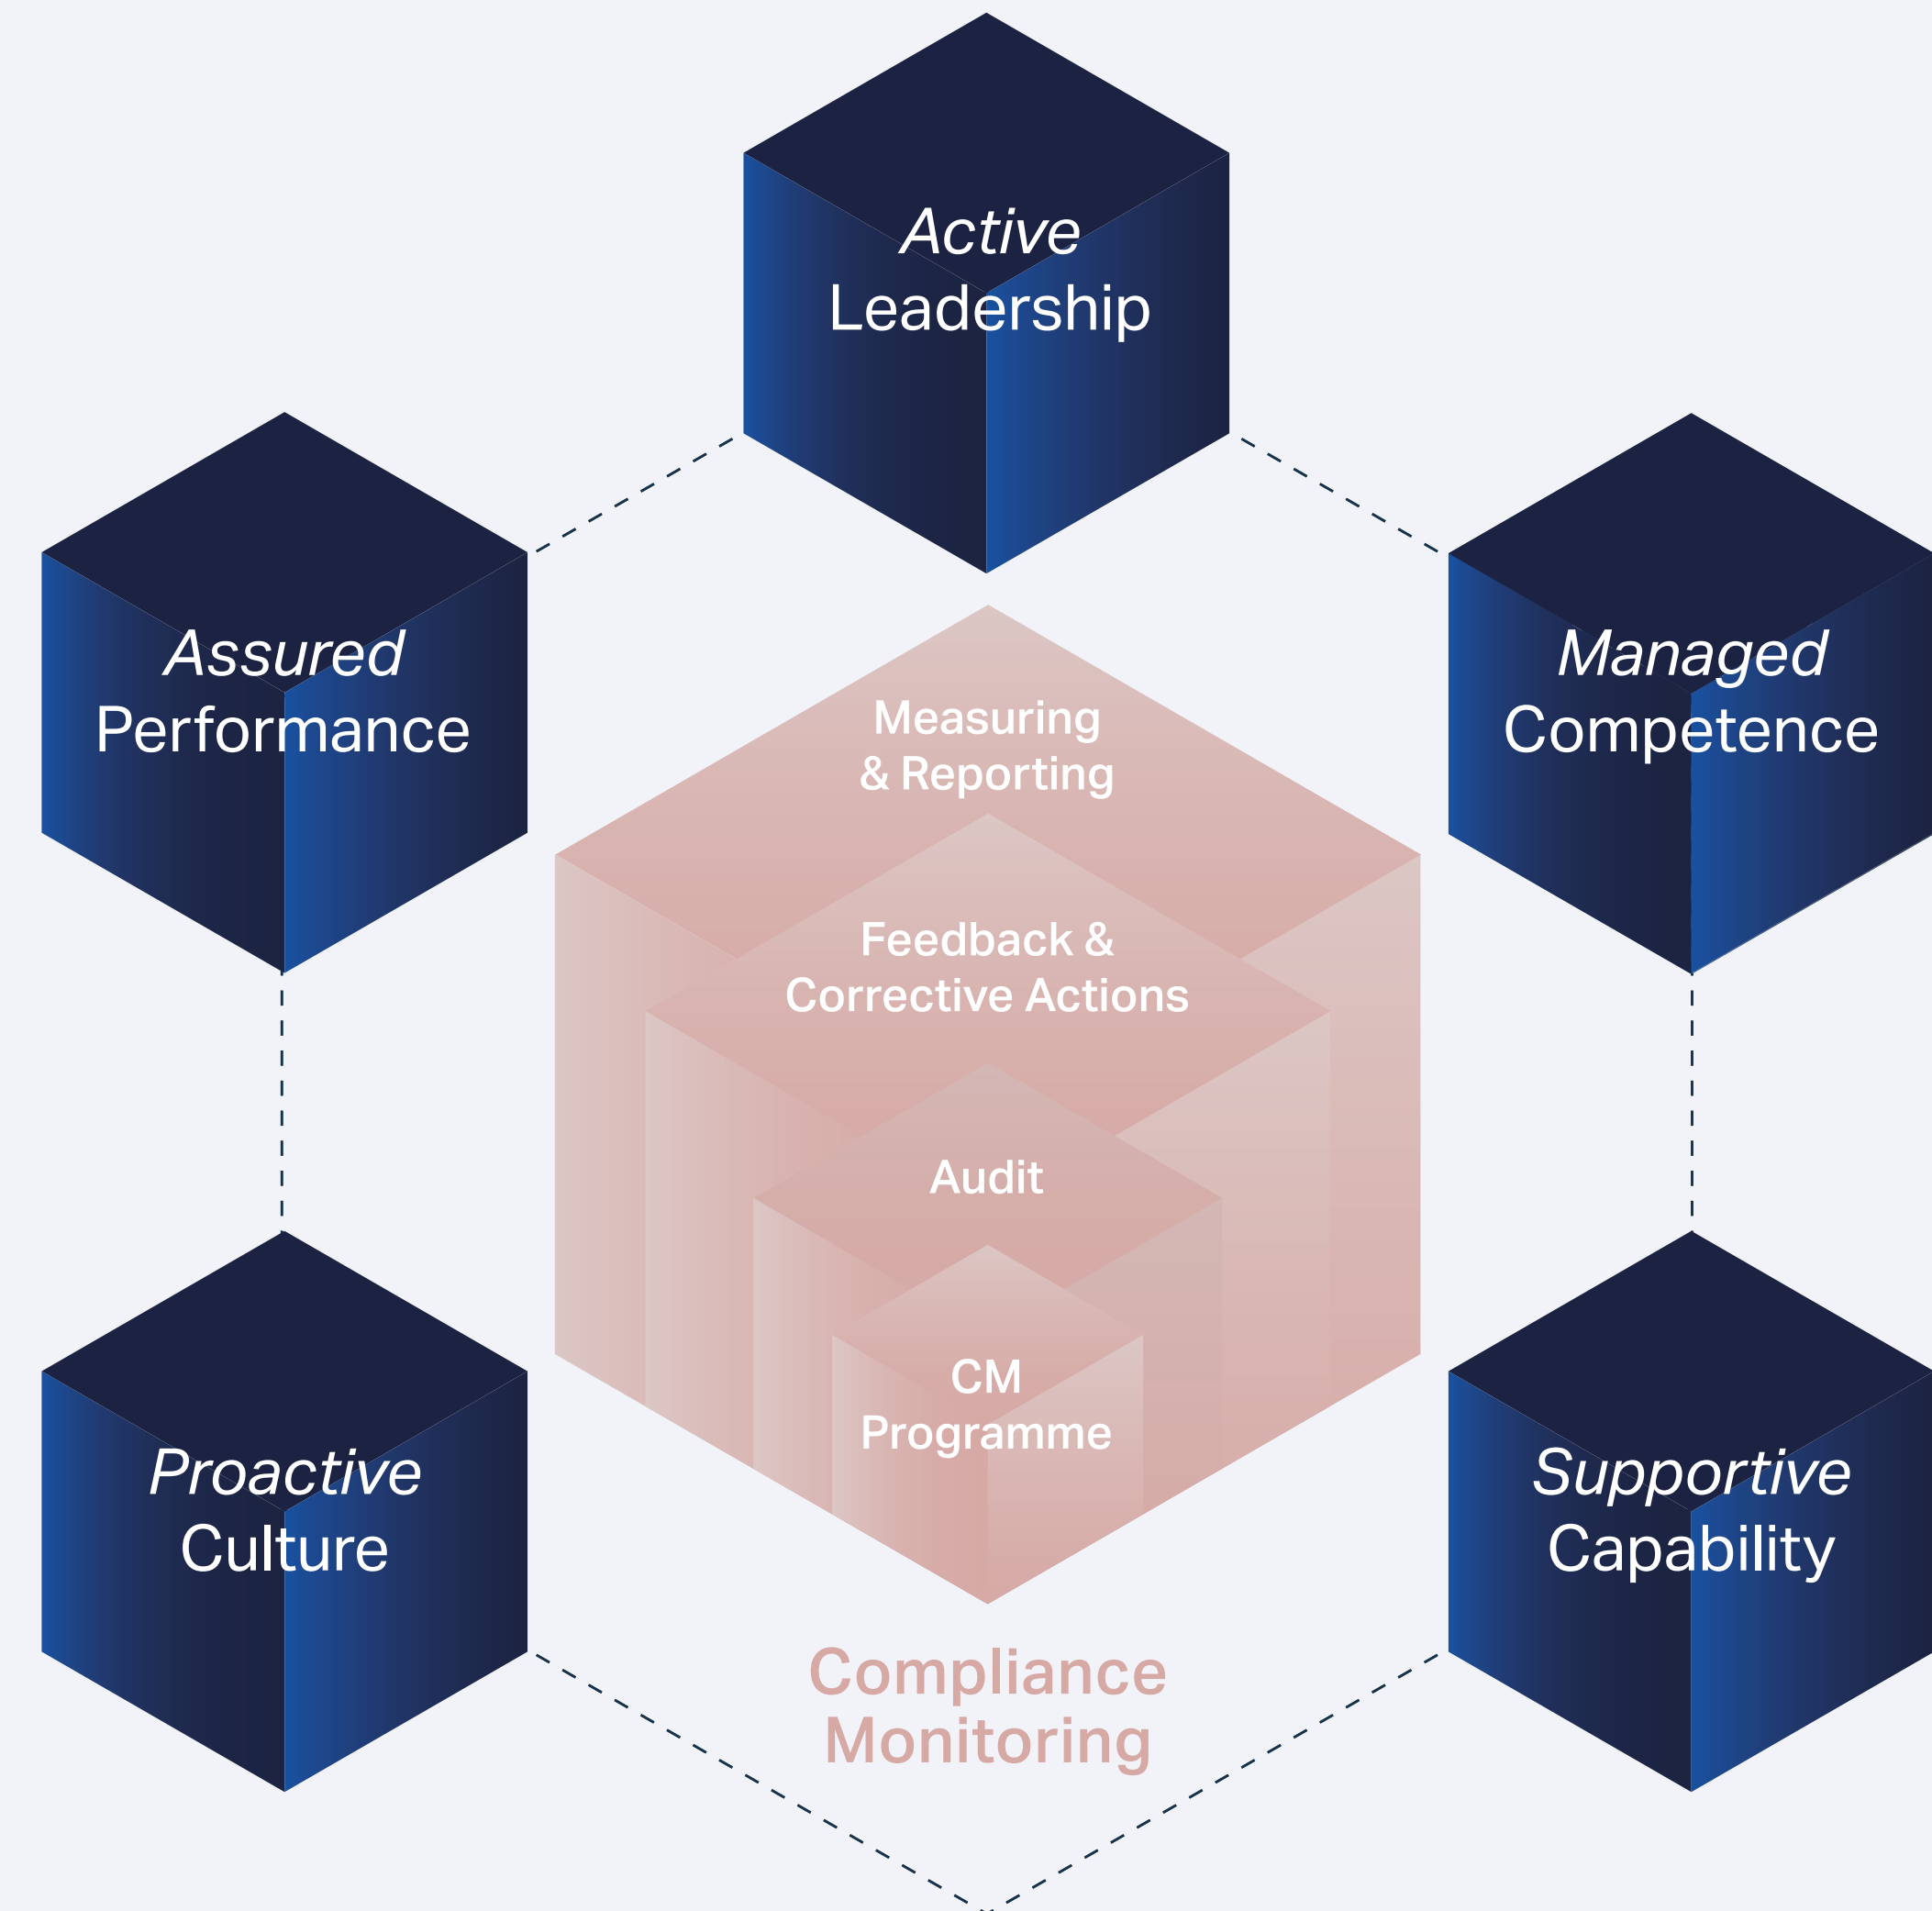 Active
Leadership
Assured
Performance
Managed
Competence
Measuring
& Reporting
Feedback &
Corrective Actions
Audit
CM
Programme
Proactive
Culture
Supportive
Capability
Compliance
Monitoring